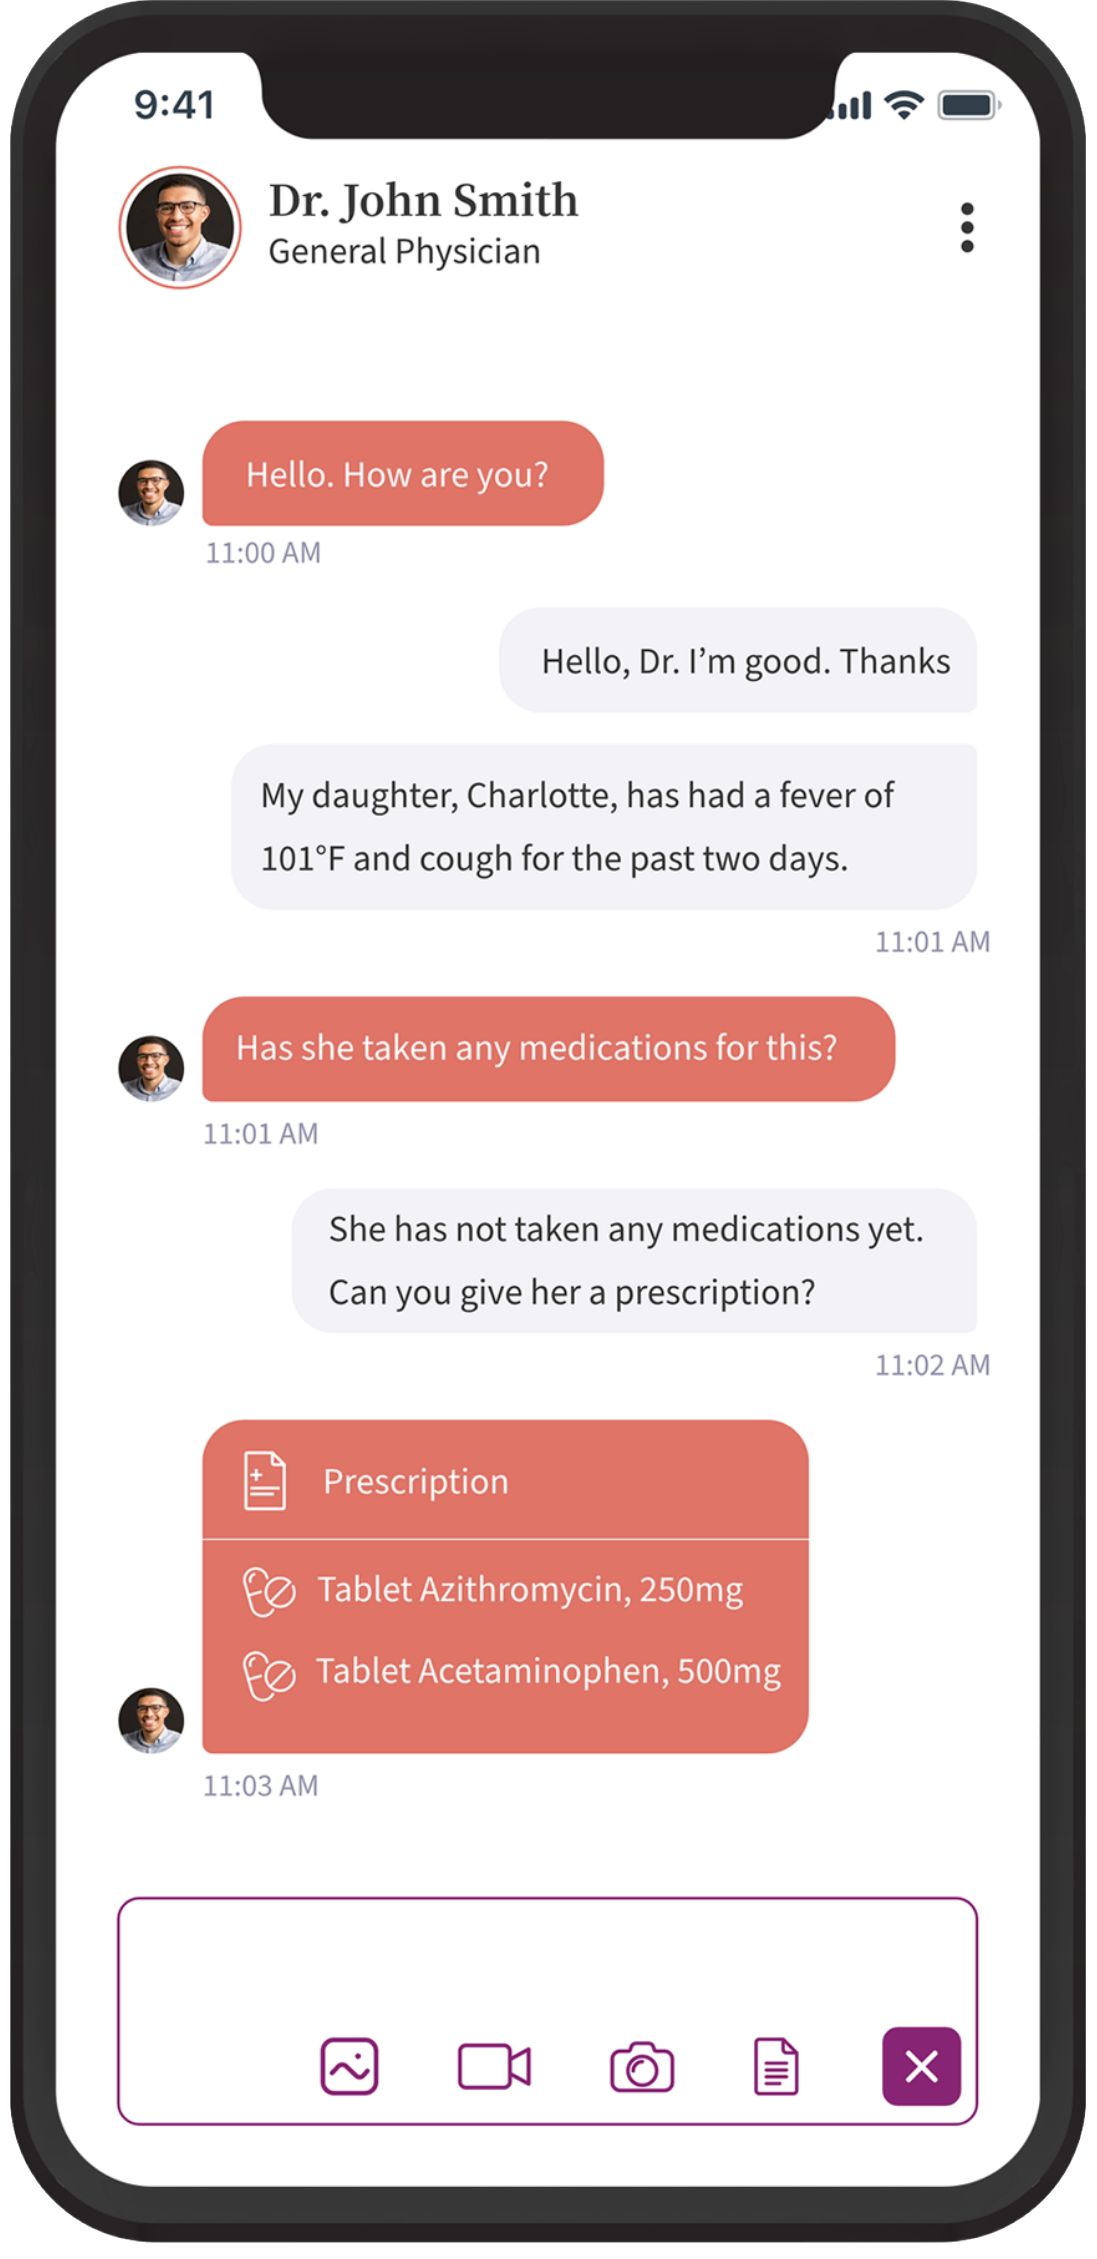 9:41
Dr. John Smith
General Physician
Hello. How are you?
11:00 AM
Hello, Dr. I’m good. Thanks
My daughter, Charlotte, has had a fever of
101°F and cough for the past two days.
11:01 AM
Has she taken any medications for this?
11:01 AM
She has not taken any medications yet.
Can you give her a prescription?
11:02 AM
Prescription
Tablet Azithromycin, 250mg
Tablet Acetaminophen, 500mg
11:03 AM